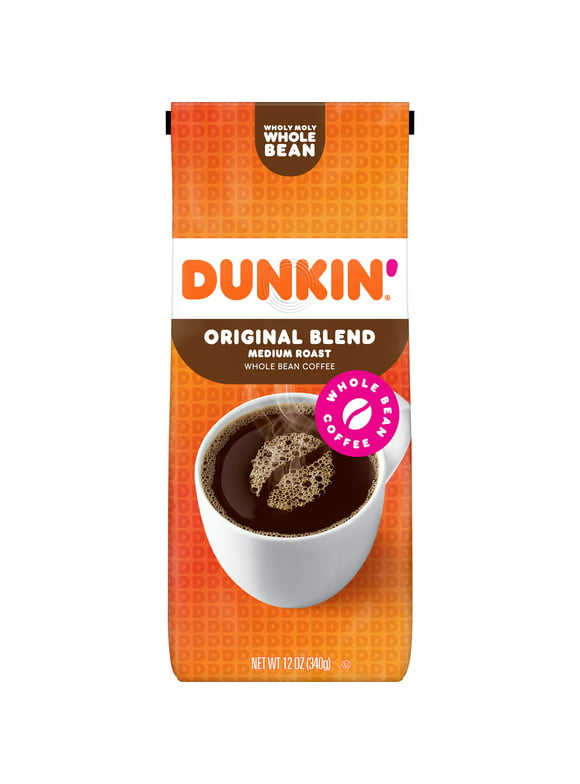 WHOLY MOLY
WHOLE
BEAN
DUNKIN'®
ORIGINAL BLEND
MEDIUM ROAST
WHOLE BEAN COFFEE
WHOLE BEAN
COFFEE
NET WT 12 OZ (340g) Ⓤ